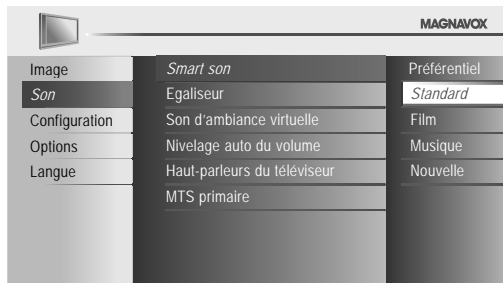 MAGNAVOX
Image
Son
Configuration
Options
Langue
Smart son
Egaliseur
Son d'ambiance virtuelle
Nivelage auto du volume
Haut-parleurs du téléviseur
MTS primaire
Préférentiel
Standard
Film
Musique
Nouvelle